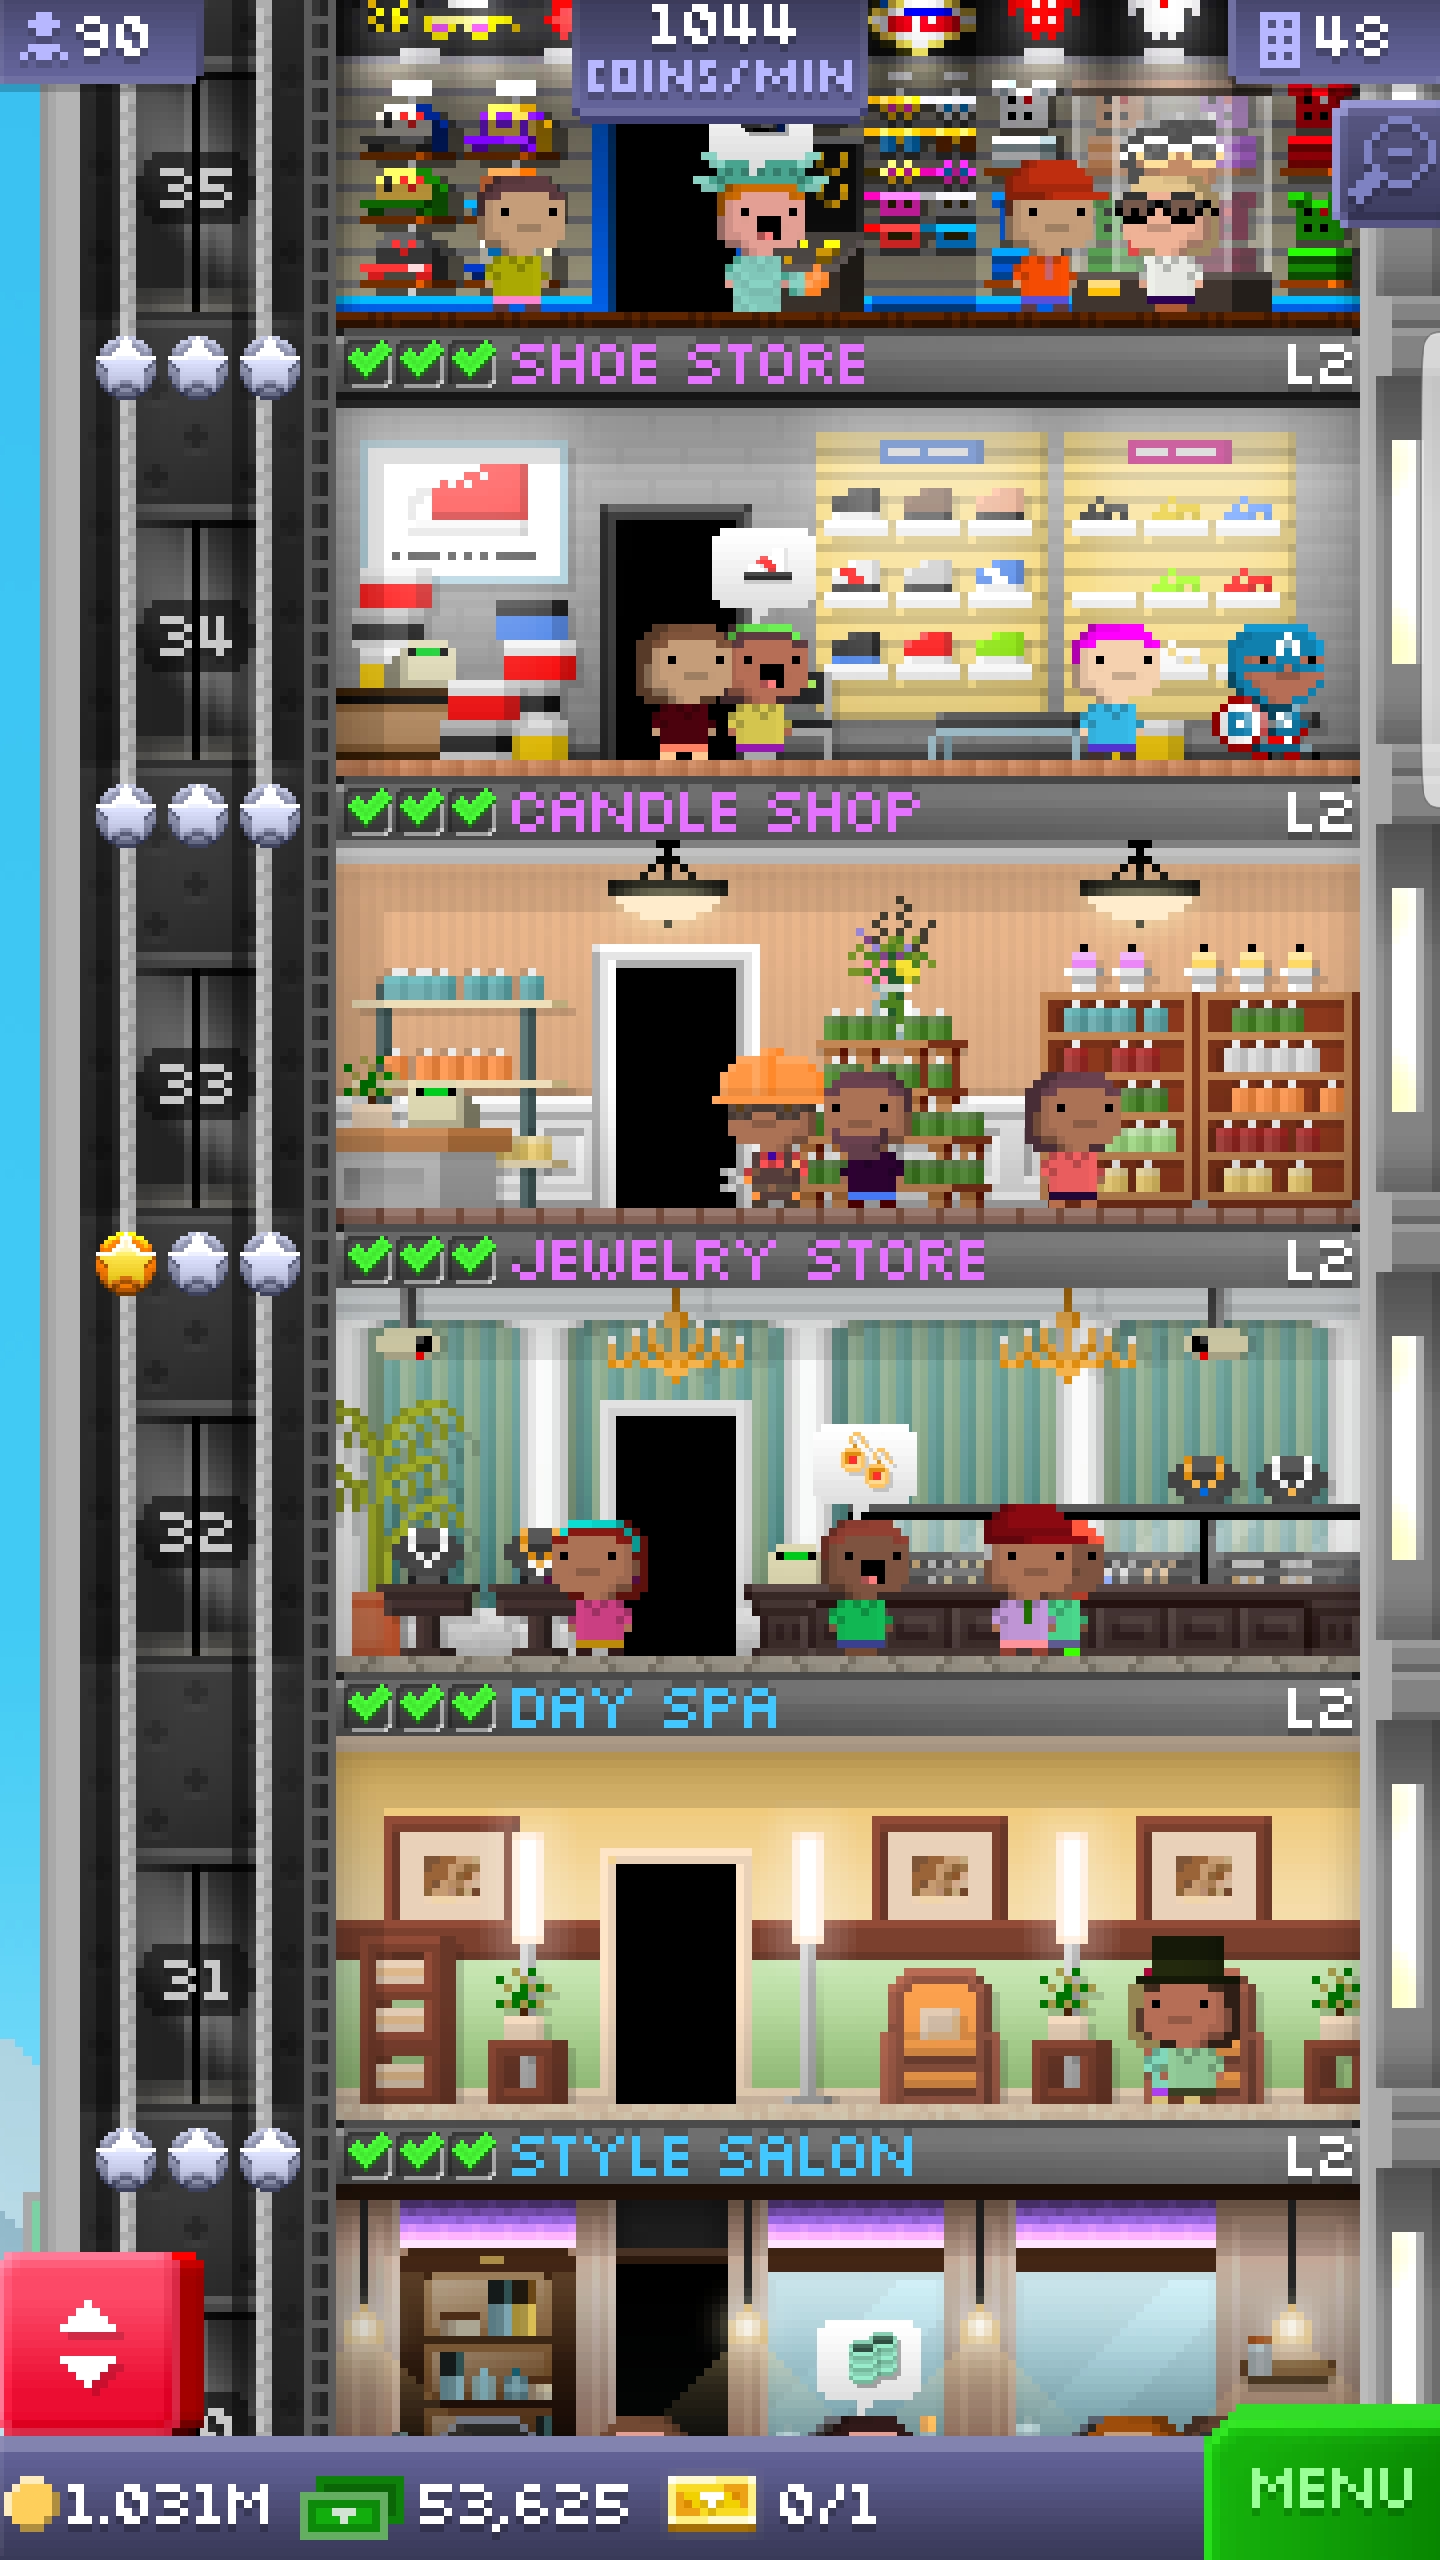 90
1044
COINS/MIN
48
35
SHOE STORE L2
34
CANDLE SHOP L2
33
JEWELRY STORE L2
32
DAY SPA L2
31
STYLE SALON L2
1.031M 53,625 0/1 MENU